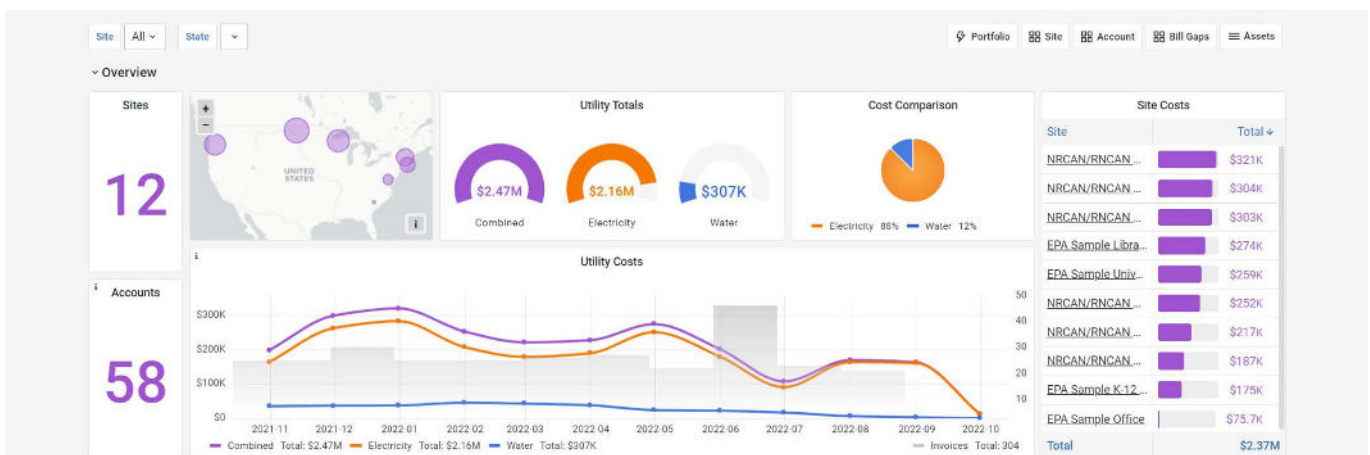 Site All State
Portfolio Site Account Bill Gaps Assets
Overview
Sites
12
+
−
UNITED
STATES
i
Utility Totals
$2.47M
Combined
$2.16M
Electricity
$307K
Water
Cost Comparison
Electricity 88% Water 12%
Site Costs
Site Total
NRCAN/RNCAN ... $321K
NRCAN/RNCAN ... $304K
NRCAN/RNCAN ... $303K
EPA Sample Libra... $274K
EPA Sample Univ... $259K
NRCAN/RNCAN ... $252K
NRCAN/RNCAN ... $217K
NRCAN/RNCAN ... $187K
EPA Sample K-12 ... $175K
EPA Sample Office $75.7K
Total $2.37M
i
Accounts
58
i
Utility Costs
$300K
$200K
$100K
$0
50
40
30
20
10
2021-11 2021-12 2022-01 2022-02 2022-03 2022-04 2022-05 2022-06 2022-07 2022-08 2022-09 2022-10
Combined Total: $2.47M Electricity Total: $2.16M Water Total: $307K Invoices Total: 304